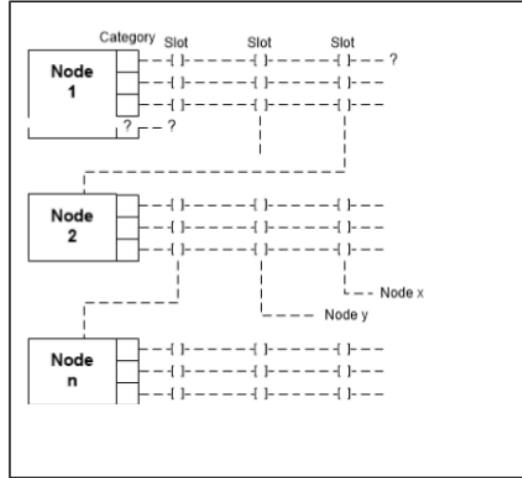 Category Slot Slot Slot
Node
1
-{ }- -{ }- -{ }- ?
-{ }- -{ }- -{ }-
-{ }- -{ }- -{ }-
? ?
Node
2
-{ }- -{ }- -{ }-
-{ }- -{ }- -{ }-
-{ }- -{ }- -{ }-
Node x
Node y
Node
n
-{ }- -{ }- -{ }-
-{ }- -{ }- -{ }-
-{ }- -{ }- -{ }-